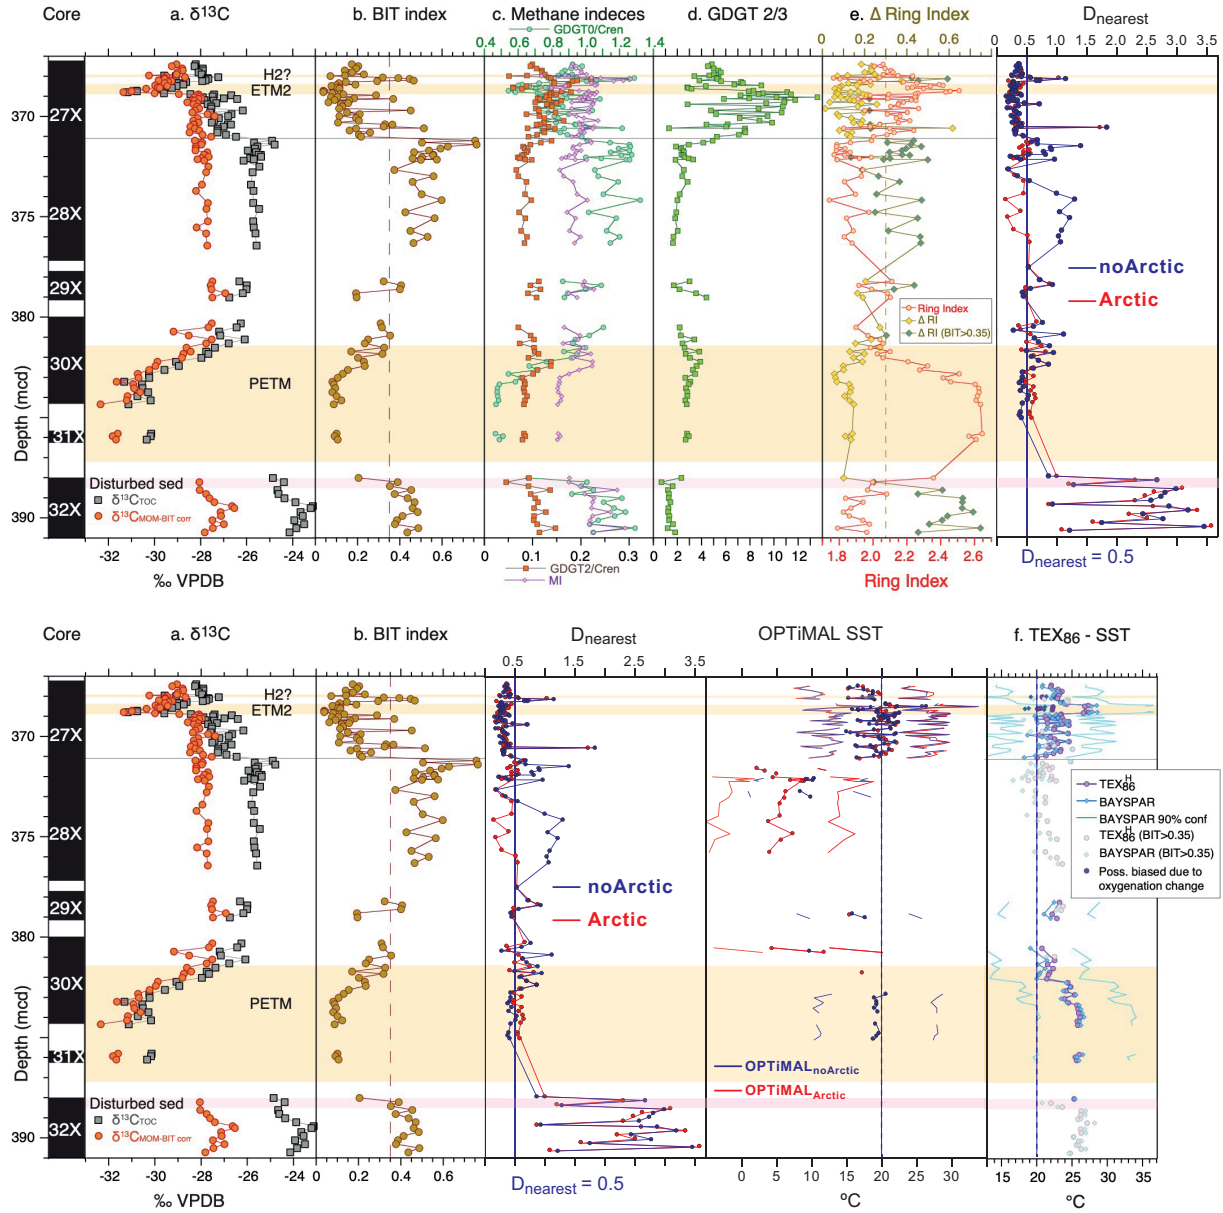 Core
a. δ13C
b. BIT index
c. Methane indeces
d. GDGT 2/3
e. Δ Ring Index
Dnearest
GDGT0/Cren
0.4 0.6 0.8 1.0 1.2 1.4
0 0.2 0.4 0.6
0 0.5 1.0 1.5 2.0 2.5 3.0 3.5
H2?
ETM2
27X
370
28X
375
noArctic
Arctic
29X
380
Ring Index
Δ RI
Δ RI (BIT>0.35)
30X
PETM
31X
Depth (mcd)
Disturbed sed
δ13CTOC
δ13CMOM-BIT corr
32X
390
-32 -30 -28 -26 -24
0 0.2 0.4 0.6
0 0.1 0.2 0.3
0 2 4 6 8 10 12
1.8 2.0 2.2 2.4 2.6
‰ VPDB
GDGT2/Cren
MI
Ring Index
Dnearest = 0.5
Core
a. δ13C
b. BIT index
Dnearest
OPTiMAL SST
f. TEX86 - SST
0.5 1.5 2.5 3.5
H2?
ETM2
27X
370
28X
375
TEXH86
BAYSPAR
BAYSPAR 90% conf
TEXH86 (BIT>0.35)
BAYSPAR (BIT>0.35)
Poss. biased due to
oxygenation change
noArctic
Arctic
29X
380
30X
PETM
31X
Depth (mcd)
OPTiMALnoArctic
OPTiMALArctic
Disturbed sed
δ13CTOC
δ13CMOM-BIT corr
32X
390
-32 -30 -28 -26 -24
0 0.2 0.4 0.6
0 5 10 15 20 25 30
15 20 25 30 35
‰ VPDB
Dnearest = 0.5
oC
°C